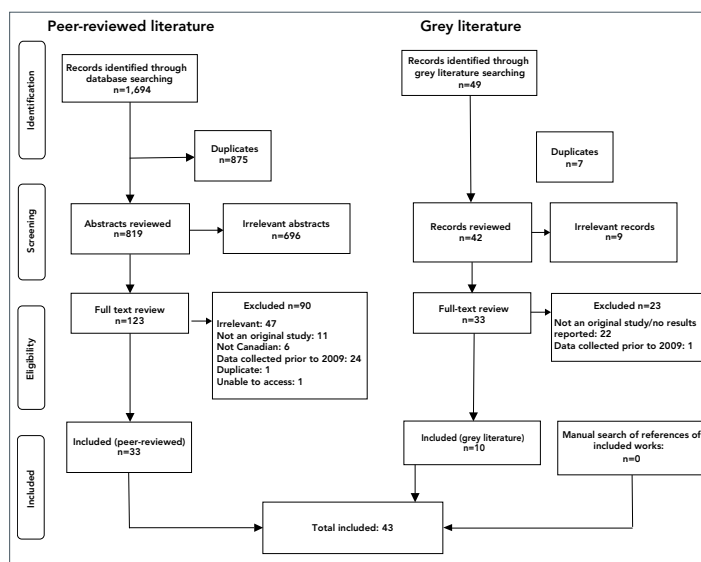 Peer-reviewed literature
Grey literature
Identification
Records identified through
database searching
n=1,694
Records identified through
grey literature searching
n=49
Duplicates
n=875
Duplicates
n=7
Screening
Abstracts reviewed
n=819
Irrelevant abstracts
n=696
Records reviewed
n=42
Irrelevant records
n=9
Eligibility
Full text review
n=123
Excluded n=90
Irrelevant: 47
Not an original study: 11
Not Canadian: 6
Data collected prior to 2009: 24
Duplicate: 1
Unable to access: 1
Full-text review
n=33
Excluded n=23
Not an original study/no results
reported: 22
Data collected prior to 2009: 1
Included
Included (peer-reviewed)
n=33
Included (grey literature)
n=10
Manual search of references of
included works:
n=0
Total included: 43